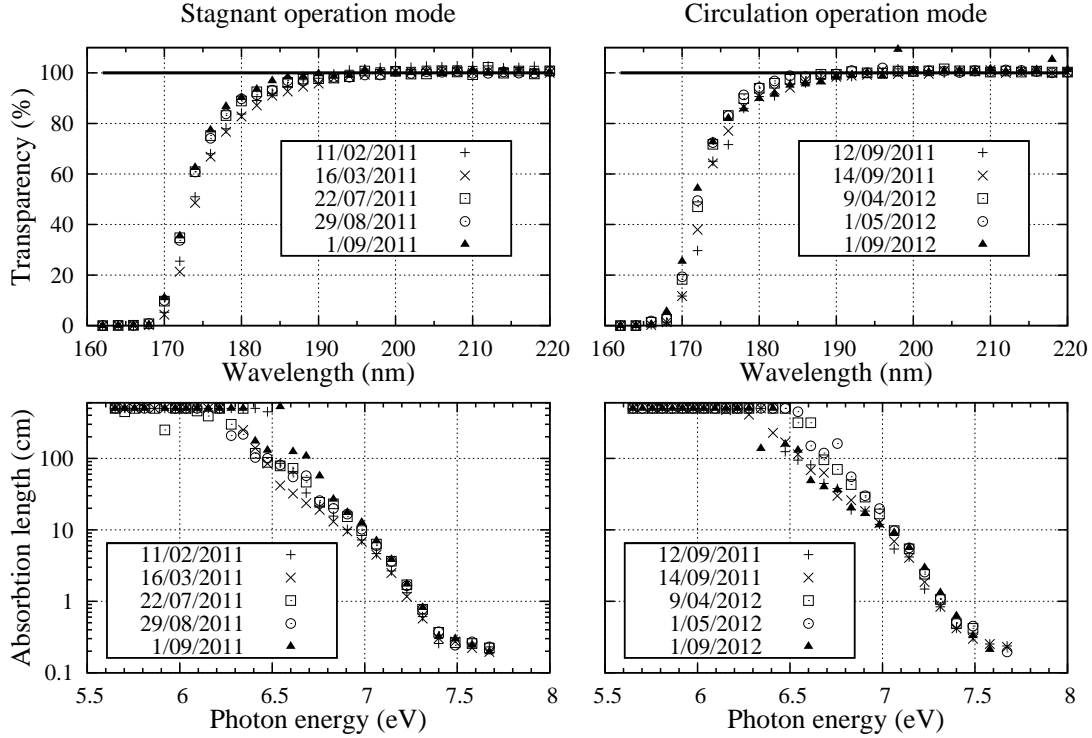 Stagnant operation mode
Circulation operation mode
Transparency (%)
100
80
60
40
20
0
11/02/2011
16/03/2011
22/07/2011
29/08/2011
1/09/2011
160 170 180 190 200 210 220
Wavelength (nm)
12/09/2011
14/09/2011
9/04/2012
1/05/2012
1/09/2012
160 170 180 190 200 210 220
Wavelength (nm)
Absorbtion length (cm)
100
10
1
0.1
11/02/2011
16/03/2011
22/07/2011
29/08/2011
1/09/2011
5.5 6 6.5 7 7.5 8
Photon energy (eV)
12/09/2011
14/09/2011
9/04/2012
1/05/2012
1/09/2012
5.5 6 6.5 7 7.5 8
Photon energy (eV)